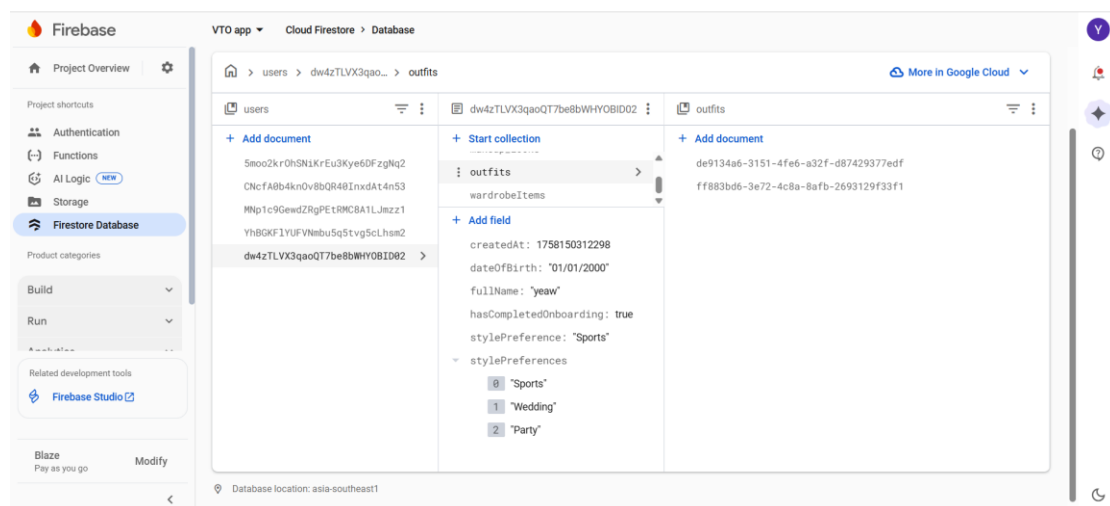 Firebase
VTO app
Cloud Firestore > Database
Y
Project Overview
Project shortcuts
Authentication
Functions
AI Logic NEW
Storage
Firestore Database
Product categories
Build
Run
Analytics
Related development tools
Firebase Studio
Blaze
Pay as you go
Modify
> users > dw4zTLVX3qao... > outfits
More in Google Cloud
users
+ Add document
5moo2krOhSNiKrEu3Kye6DFzgNq2
CNcfA0b4knOv8bQR40InxdAt4n53
MNp1c9GewdZRgPEtRMC8A1LJmzz1
YhBGKFlYUFVNmbu5q5tvg5cLhsm2
dw4zTLVX3qaoQT7be8bWHYOBID02
dw4zTLVX3qaoQT7be8bWHYOBID02
+ Start collection
outfits
wardrobeItems
+ Add field
createdAt: 1758150312298
dateOfBirth: "01/01/2000"
fullName: "yeaw"
hasCompletedOnboarding: true
stylePreference: "Sports"
stylePreferences
0 "Sports"
1 "Wedding"
2 "Party"
outfits
+ Add document
de9134a6-3151-4fe6-a32f-d87429377edf
ff883bd6-3e72-4c8a-8afb-2693129f33f1
Database location: asia-southeast1